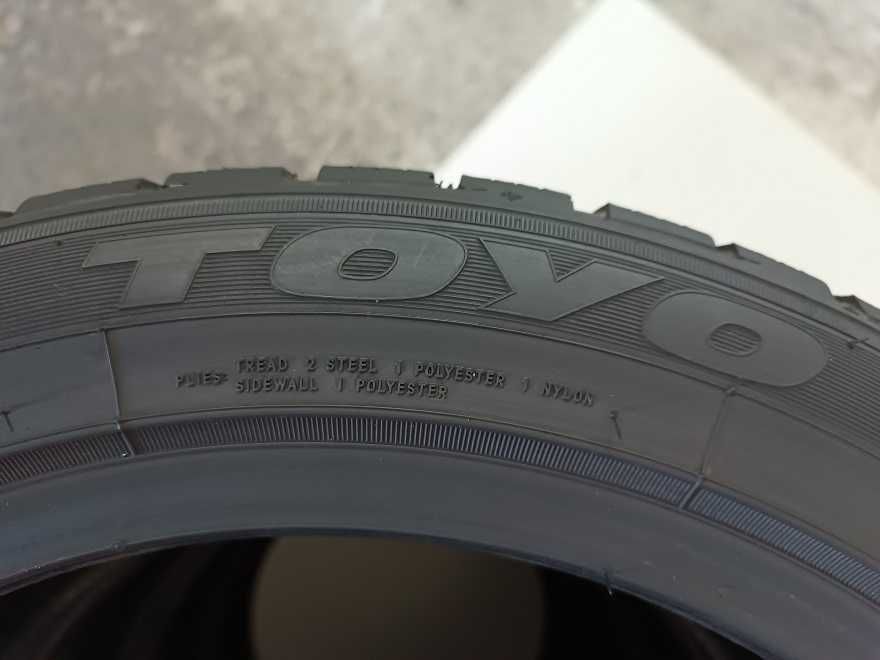 TOYO
PLIES: TREAD 2 STEEL 1 POLYESTER 1 NYLON
SIDEWALL 1 POLYESTER